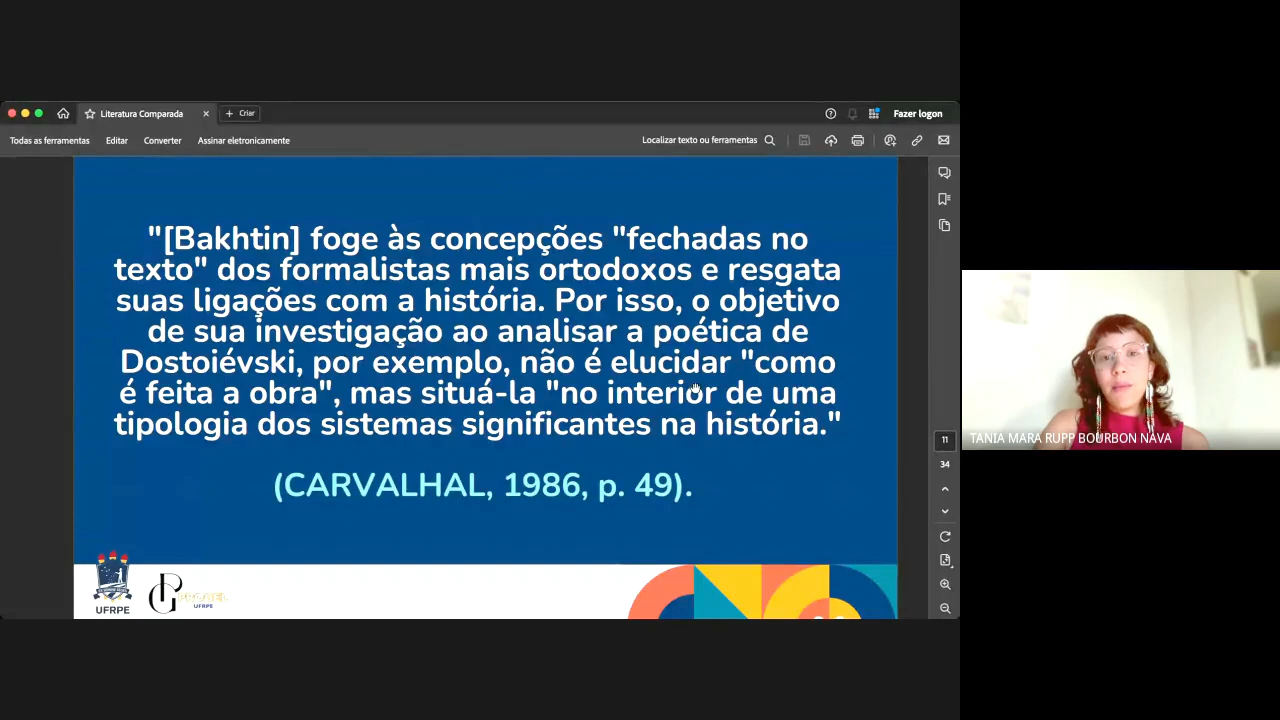 Literatura Comparada
Criar
Fazer logon
Todas as ferramentas
Editar
Converter
Assinar eletronicamente
Localizar texto ou ferramentas
"[Bakhtin] foge às concepções "fechadas no
texto" dos formalistas mais ortodoxos e resgata
suas ligações com a história. Por isso, o objetivo
de sua investigação ao analisar a poética de
Dostoiévski, por exemplo, não é elucidar "como
é feita a obra", mas situá-la "no interior de uma
tipologia dos sistemas significantes na história."
(CARVALHAL, 1986, p. 49).
11
34
UFRPE
PG
UFRPE
TANIA MARA RUPP BOURBON NAVA